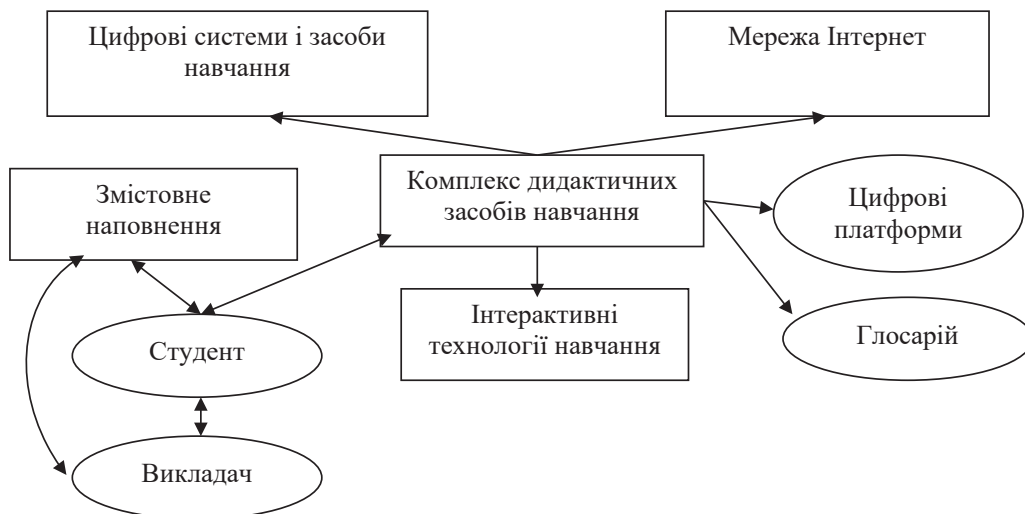 Цифрові системи і засоби
навчання
Мережа Інтернет
Змістовне
наповнення
Комплекс дидактичних
засобів навчання
Цифрові
платформи
Інтерактивні
технології навчання
Глосарій
Студент
Викладач